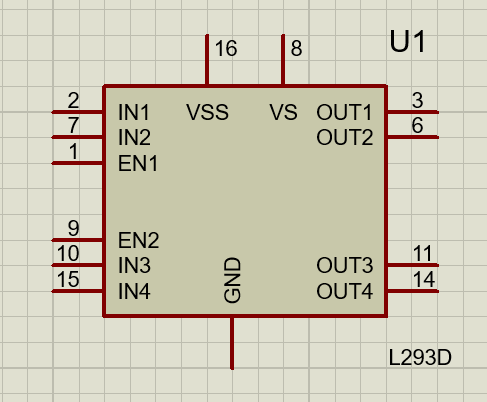 16 8 U1
2 IN1 VSS VS OUT1 3
7 IN2 OUT2 6
1 EN1
9 EN2
10 IN3 GND OUT3 11
15 IN4 OUT4 14
L293D